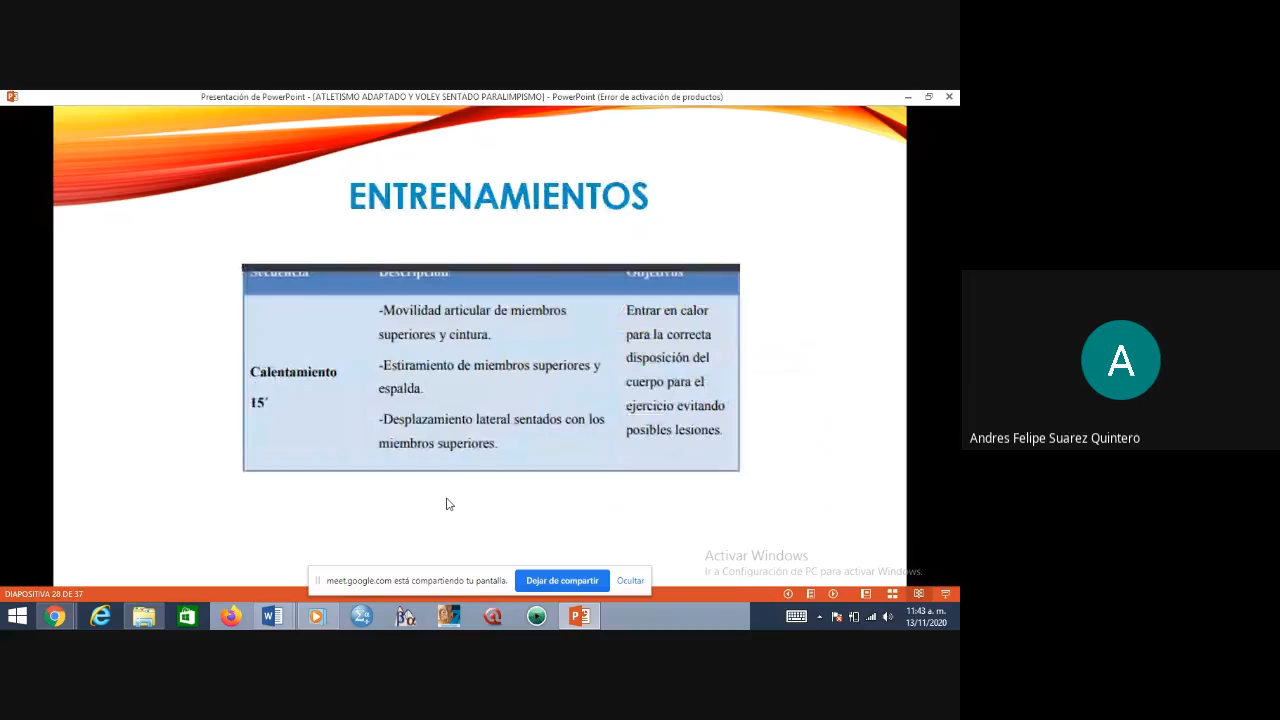 Presentación de PowerPoint - [ATLETISMO ADAPTADO Y VOLEY SENTADO PARALIMPISMO] - PowerPoint (Error de activación de productos)
ENTRENAMIENTOS
Secuencia Descripción Objetivos
Calentamiento
15´
-Movilidad articular de miembros
superiores y cintura.
-Estiramiento de miembros superiores y
espalda.
-Desplazamiento lateral sentados con los
miembros superiores.
Entrar en calor
para la correcta
disposición del
cuerpo para el
ejercicio evitando
posibles lesiones.
A
Andres Felipe Suarez Quintero
Activar Windows
Ir a Configuración de PC para activar Windows.
meet.google.com está compartiendo tu pantalla. Dejar de compartir Ocultar
DIAPOSITIVA 28 DE 37
11:43 a. m.
13/11/2020